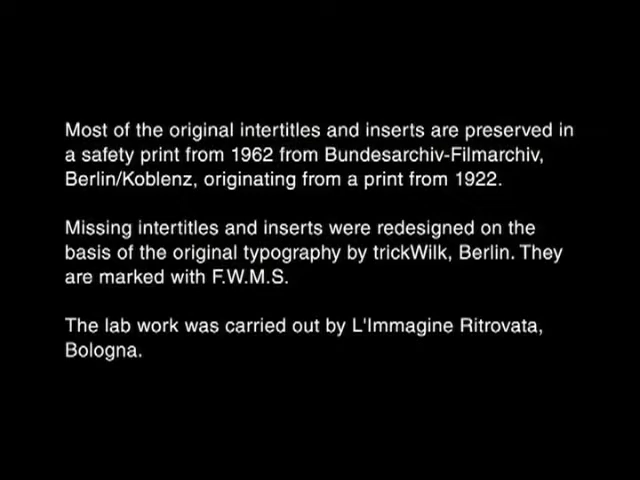 Most of the original intertitles and inserts are preserved in
a safety print from 1962 from Bundesarchiv-Filmarchiv,
Berlin/Koblenz, originating from a print from 1922.
Missing intertitles and inserts were redesigned on the
basis of the original typography by trickWilk, Berlin. They
are marked with F.W.M.S.
The lab work was carried out by L'Immagine Ritrovata,
Bologna.